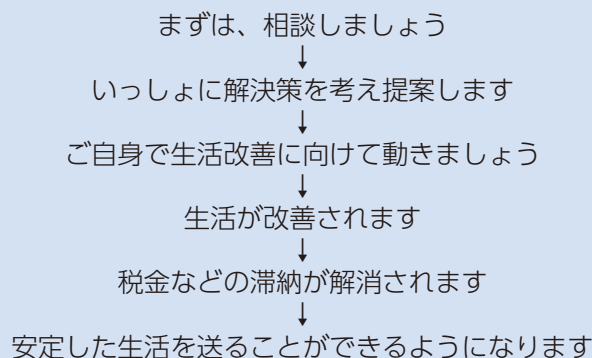 まずは、相談しましょう
↓
いっしょに解決策を考え提案します
↓
ご自身で生活改善に向けて動きましょう
↓
生活が改善されます
↓
税金などの滞納が解消されます
↓
安定した生活を送ることができるようになります